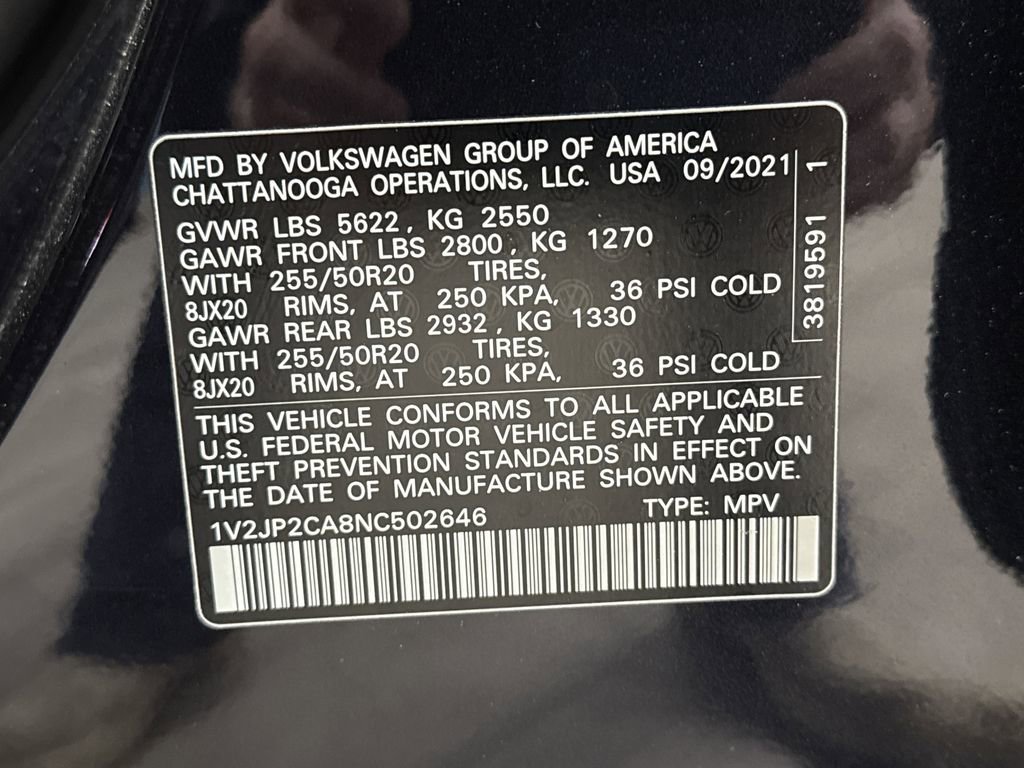 MFD BY VOLKSWAGEN GROUP OF AMERICA
CHATTANOOGA OPERATIONS, LLC. USA 09/2021
GVWR LBS 5622, KG 2550
GAWR FRONT LBS 2800, KG 1270
WITH 255/50R20 TIRES,
8JX20 RIMS, AT 250 KPA, 36 PSI COLD
GAWR REAR LBS 2932, KG 1330
WITH 255/50R20 TIRES,
8JX20 RIMS, AT 250 KPA, 36 PSI COLD
3819591 1
THIS VEHICLE CONFORMS TO ALL APPLICABLE
U.S. FEDERAL MOTOR VEHICLE SAFETY AND
THEFT PREVENTION STANDARDS IN EFFECT ON
THE DATE OF MANUFACTURE SHOWN ABOVE.
1V2JP2CA8NC502646 TYPE: MPV